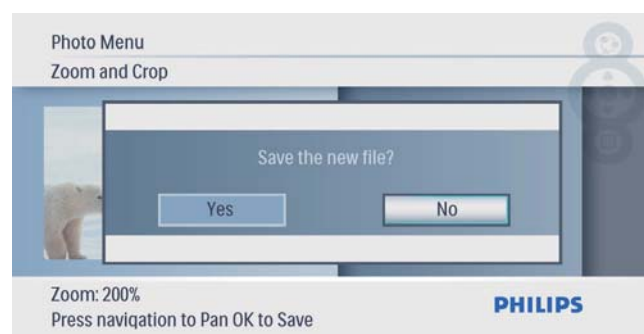 Photo Menu
Zoom and Crop
Save the new file?
Yes No
Zoom: 200%
Press navigation to Pan OK to Save
PHILIPS